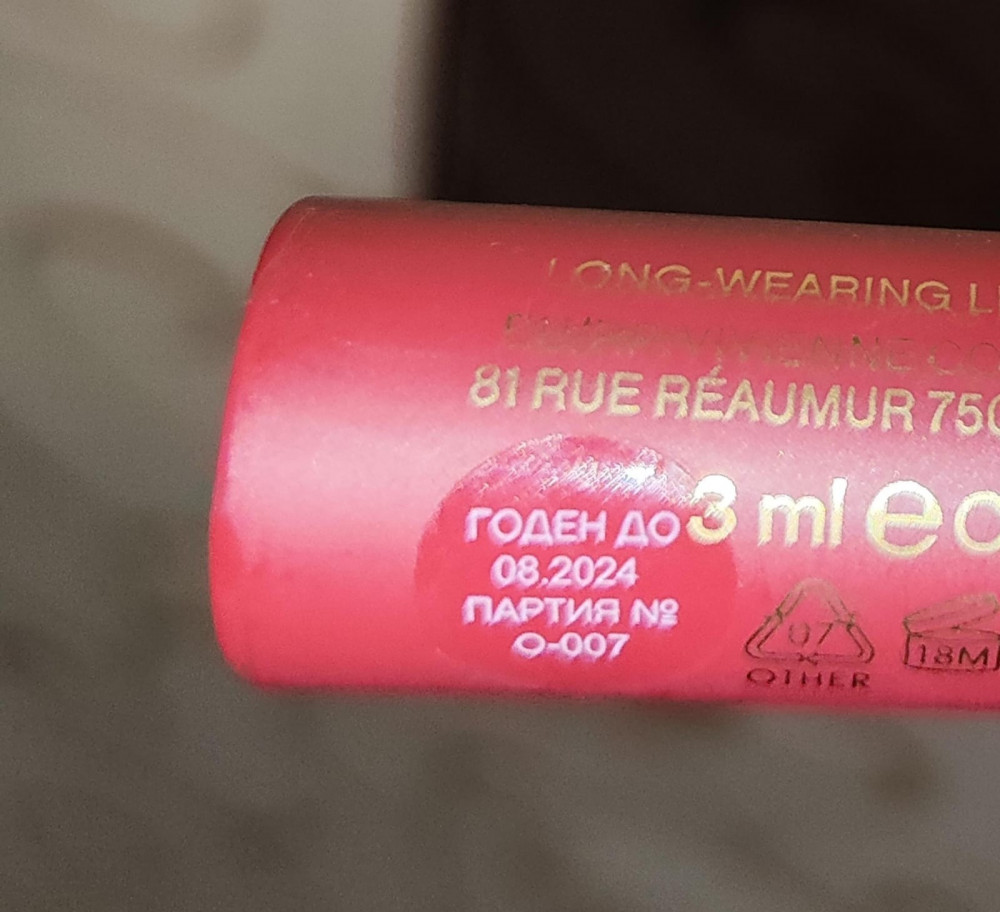 LONG-WEARING
81 RUE RÉAUMUR
3 ml e
ГОДЕН ДО
08.2024
ПАРТИЯ №
O-007
07
OTHER
18M